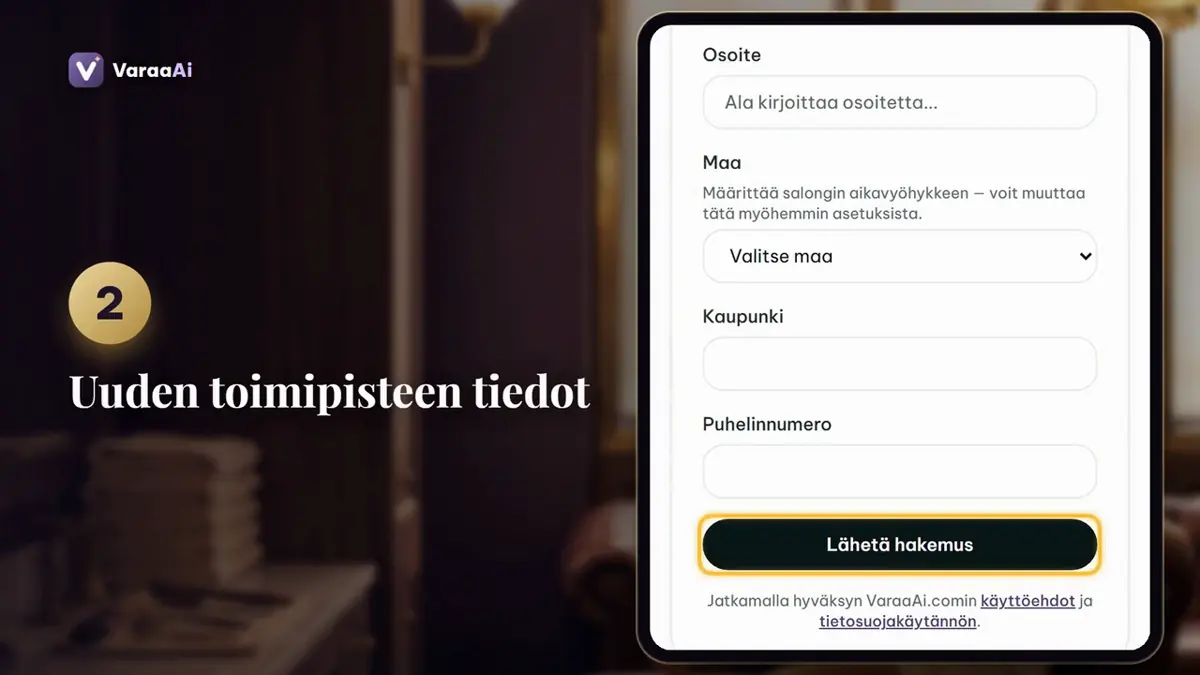 VaraaAi
2
Uuden toimipisteen tiedot
Osoite
Ala kirjoittaa osoitetta...
Maa
Määrittää salongin aikavyöhykkeen – voit muuttaa
tätä myöhemmin asetuksista.
Valitse maa
Kaupunki
Puhelinnumero
Lähetä hakemus
Jatkamalla hyväksyn VaraaAi.comin käyttöehdot ja
tietosuojakäytännön.